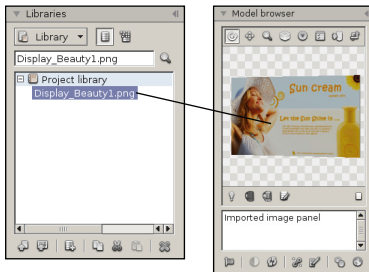 Libraries
Library
Display_Beauty1.png
Project library
Display_Beauty1.png
Model browser
Sun cream
Let the Sun Shine in ...
Imported image panel